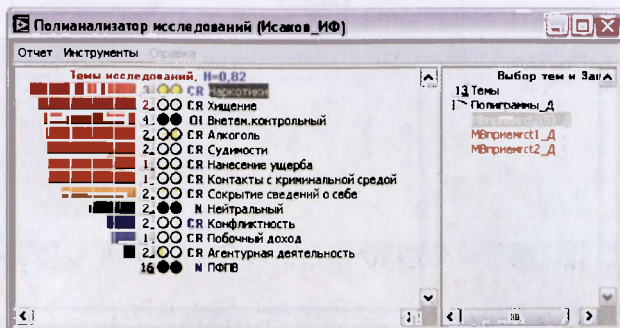 Полианализатор исследований (Исаков_ИФ)
Отчет Инструменты Справка
Темы исследований, H=0,82
3 CR Наркотики
2 CR Хищение
4 OI Внетем.контрольный
2 CR Алкоголь
2 CR Судимости
1 CR Нанесение ущерба
1 CR Контакты с криминальной средой
2 CR Сокрытие сведений о себе
2 N Нейтральный
2 CR Конфликтность
1 CR Побочный доход
2 CR Агентурная деятельность
16 N ПФПВ
Выбор тем и
13 Темы
Полиграммы_Д
МВприемrct1_Д
МВприемrct2_Д